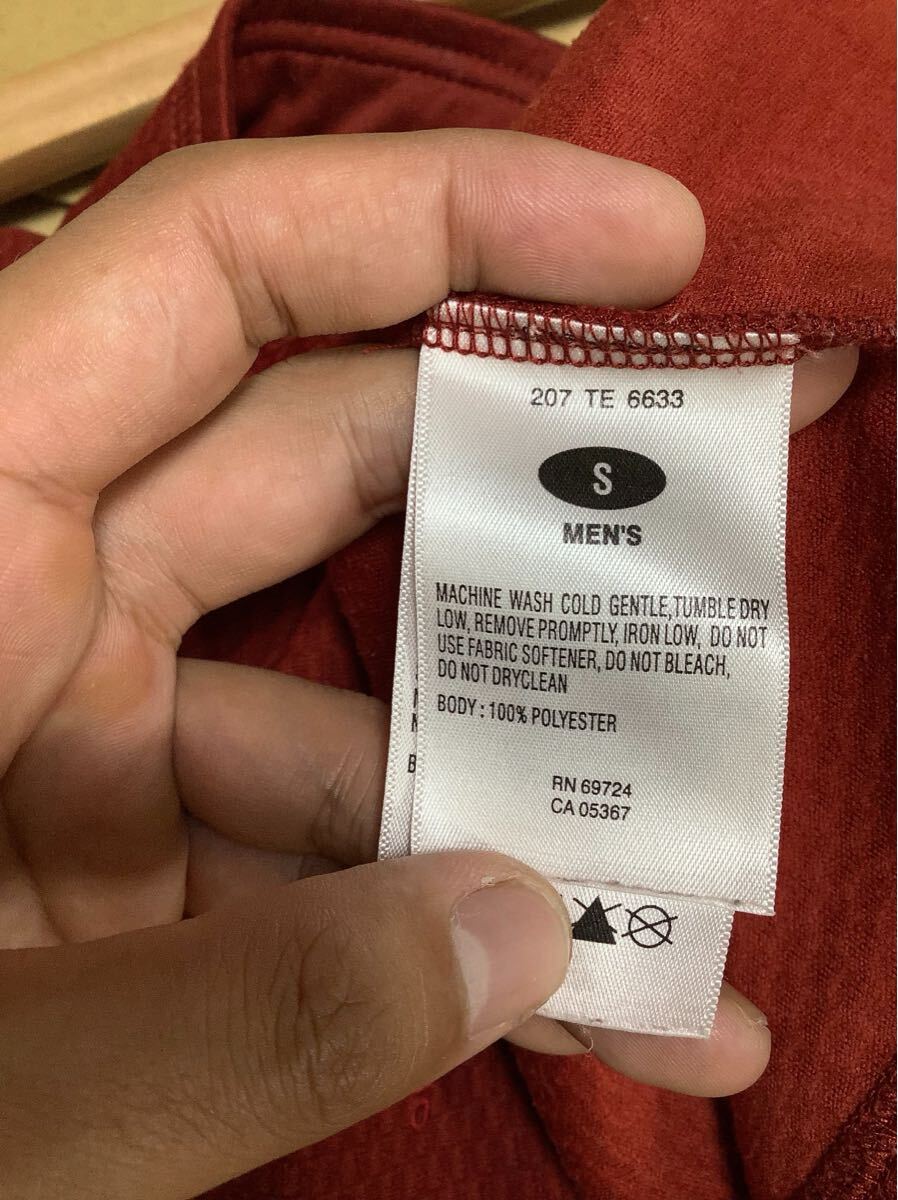 207 TE 6633
S
MEN'S
MACHINE WASH COLD GENTLE,TUMBLE DRY
LOW, REMOVE PROMPTLY, IRON LOW, DO NOT
USE FABRIC SOFTENER, DO NOT BLEACH,
DO NOT DRYCLEAN
BODY : 100% POLYESTER
RN 69724
CA 05367